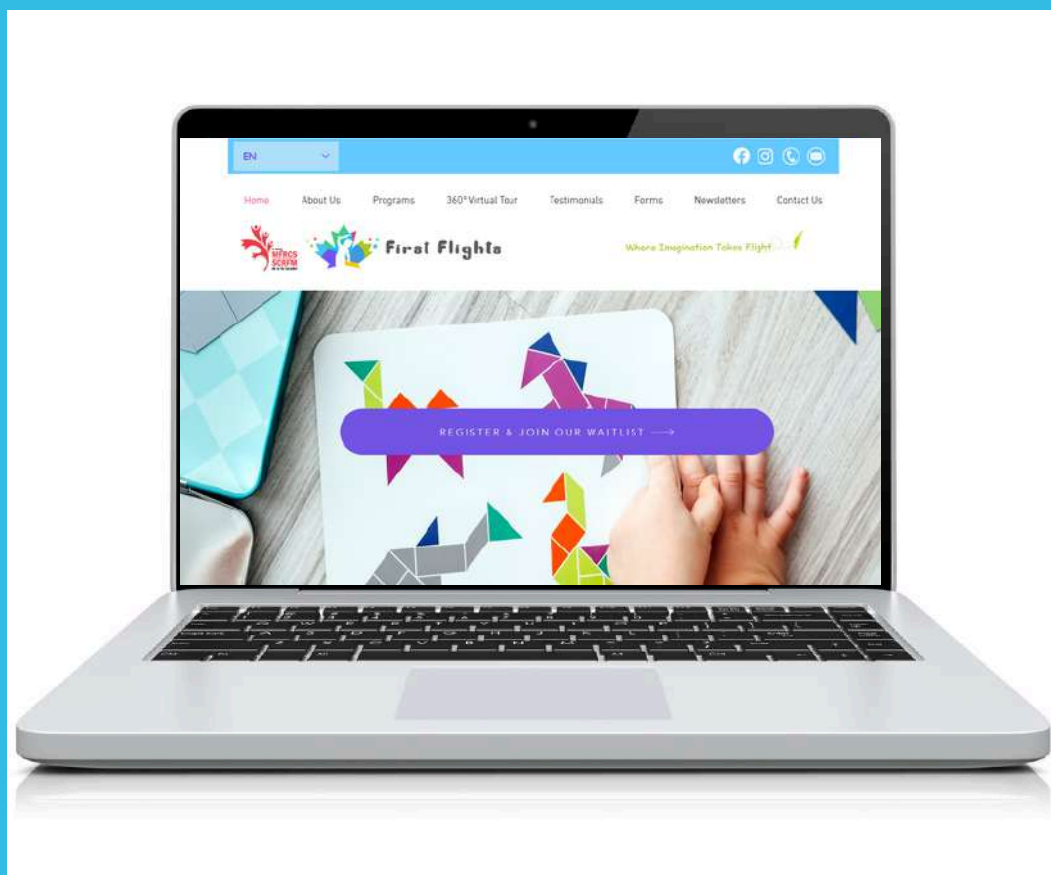 EN
Home About Us Programs 360° Virtual Tour Testimonials Forms Newsletters Contact Us
MFRCS
SCRFM
First Flights
Where Imagination Takes Flight
REGISTER & JOIN OUR WAITLIST